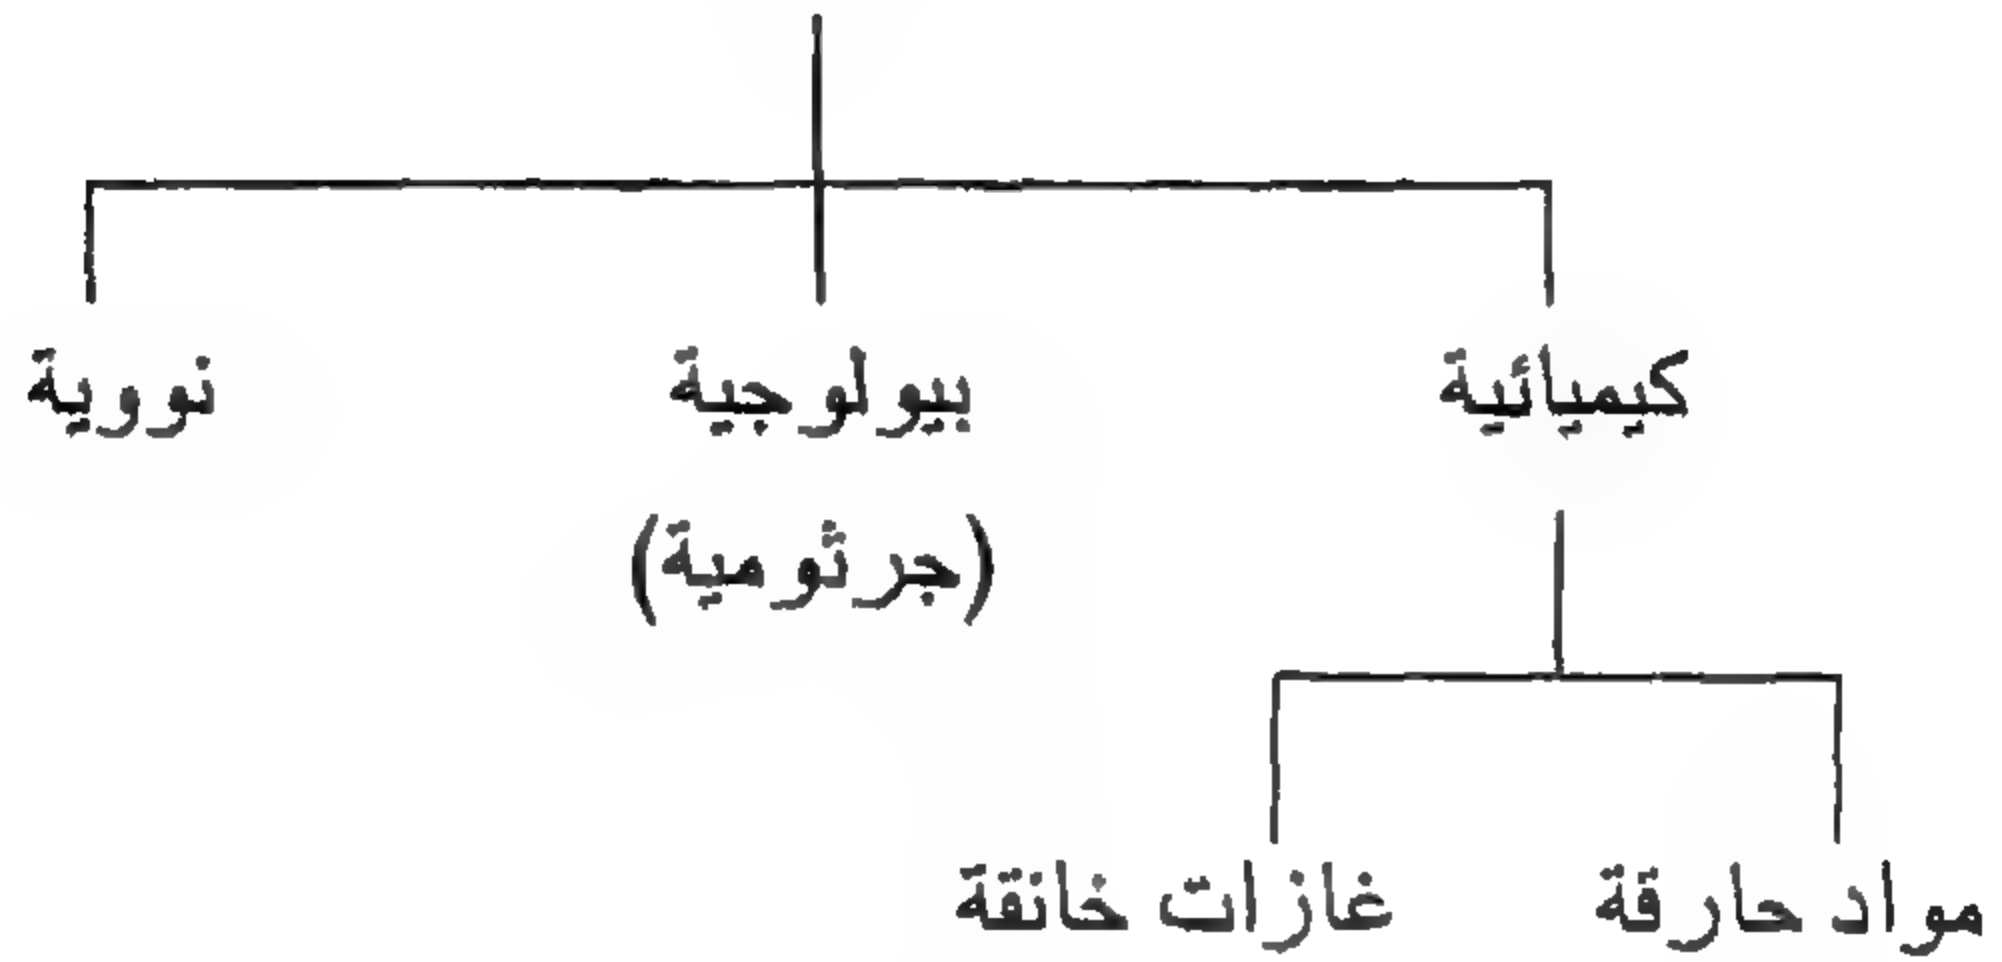 كيميائية
بيولوجية
نووية
(جرثومية)
مواد حارقة
غازات خانقة